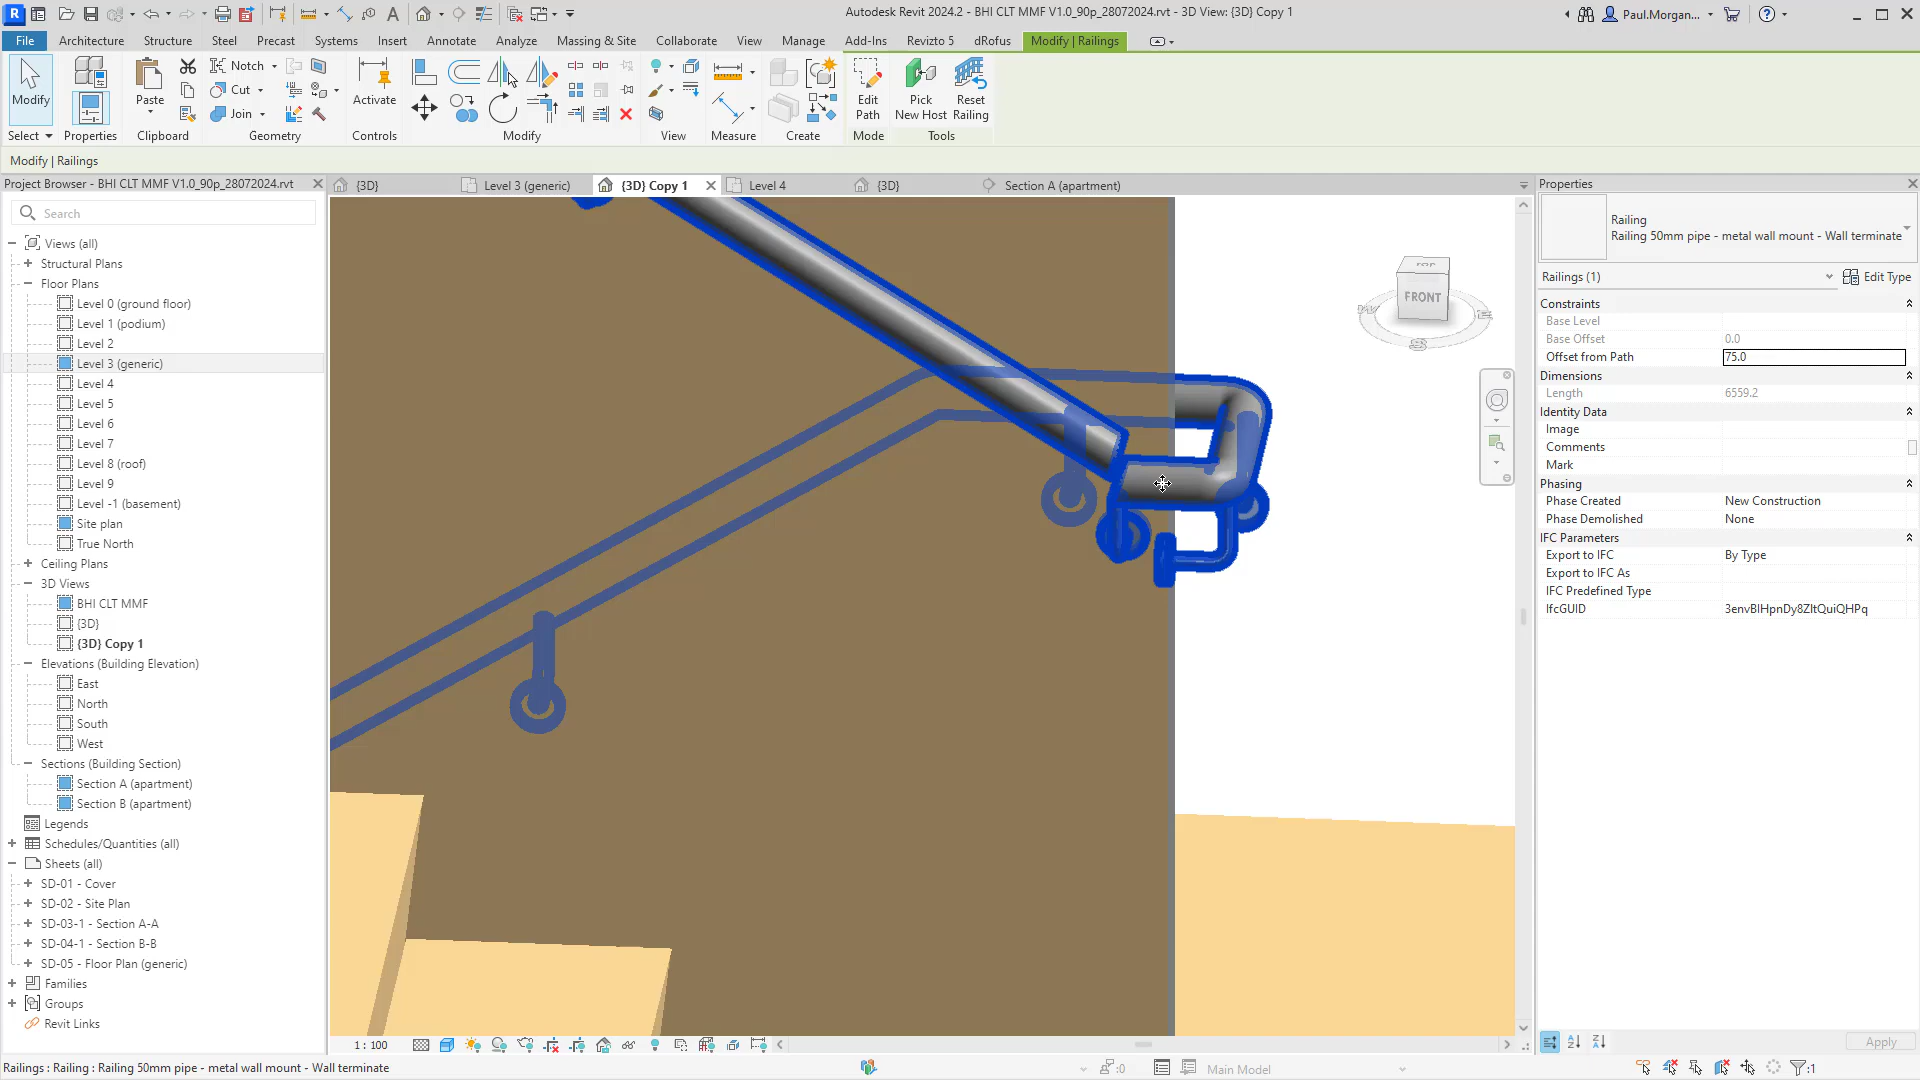 Autodesk Revit 2024.2 - BHI CLT MMF V1.0_90p_28072024.rvt - 3D View: {3D} Copy 1
Paul.Morgan...
File Architecture Structure Steel Precast Systems Insert Annotate Analyze Massing & Site Collaborate View Manage Add-Ins Revizto 5 dRofus Modify | Railings
Modify
Properties
Paste
Notch
Cut
Join
Activate
Edit
Path
Pick
New Host
Reset
Railing
Select Properties Clipboard Geometry Controls Modify View Measure Create Mode Tools
Modify | Railings
Project Browser - BHI CLT MMF V1.0_90p_28072024.rvt
{3D} Level 3 (generic) {3D} Copy 1 Level 4 {3D} Section A (apartment)
Search
Views (all)
Structural Plans
Floor Plans
Level 0 (ground floor)
Level 1 (podium)
Level 2
Level 3 (generic)
Level 4
Level 5
Level 6
Level 7
Level 8 (roof)
Level 9
Level -1 (basement)
Site plan
True North
Ceiling Plans
3D Views
BHI CLT MMF
{3D}
{3D} Copy 1
Elevations (Building Elevation)
East
North
South
West
Sections (Building Section)
Section A (apartment)
Section B (apartment)
Legends
Schedules/Quantities (all)
Sheets (all)
SD-01 - Cover
SD-02 - Site Plan
SD-03-1 - Section A-A
SD-04-1 - Section B-B
SD-05 - Floor Plan (generic)
Families
Groups
Revit Links
TOP
FRONT
W
E
S
Properties
Railing
Railing 50mm pipe - metal wall mount - Wall terminate
Railings (1) Edit Type
Constraints
Base Level
Base Offset 0.0
Offset from Path 75.0
Dimensions
Length 6559.2
Identity Data
Image
Comments
Mark
Phasing
Phase Created New Construction
Phase Demolished None
IFC Parameters
Export to IFC By Type
Export to IFC As
IFC Predefined Type
IfcGUID 3envBIHpnDy8ZltQuiQHPq
Apply
1 : 100
Railings : Railing : Railing 50mm pipe - metal wall mount - Wall terminate
:0
Main Model
:1